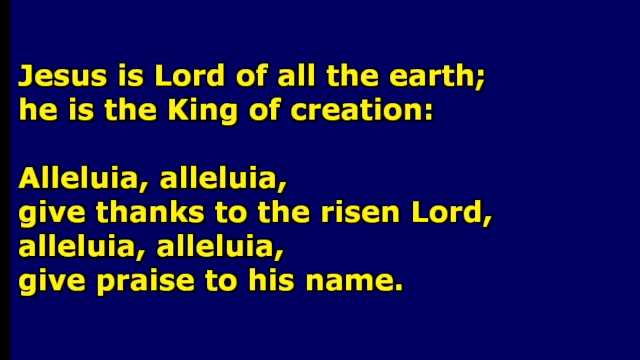 Jesus is Lord of all the earth;
he is the King of creation:
Alleluia, alleluia,
give thanks to the risen Lord,
alleluia, alleluia,
give praise to his name.